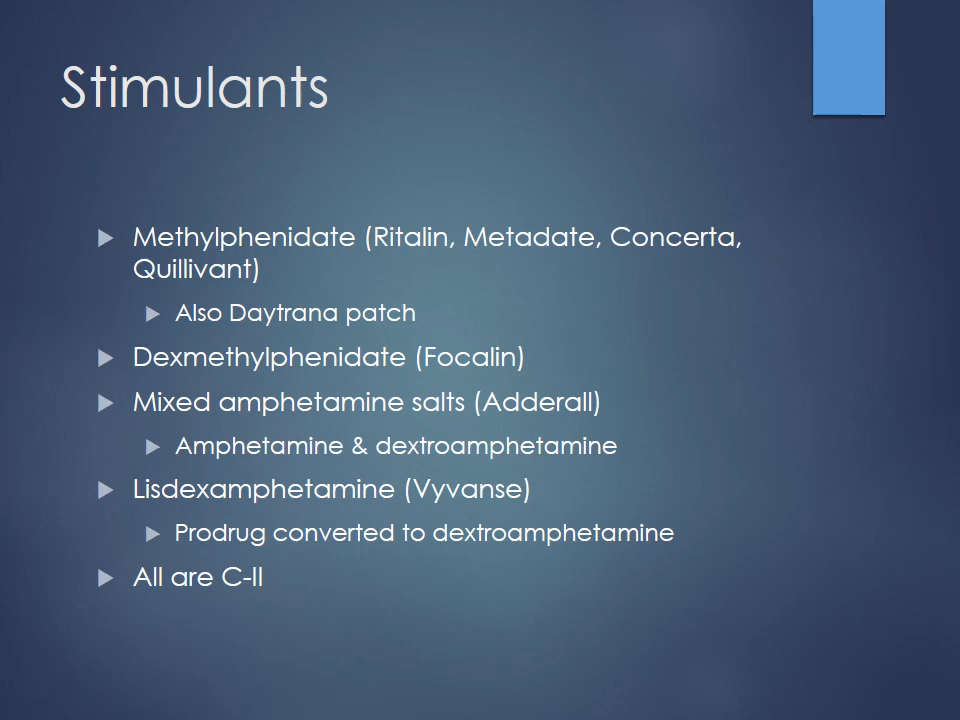 Stimulants
Methylphenidate (Ritalin, Metadate, Concerta,
Quillivant)
Also Daytrana patch
Dexmethylphenidate (Focalin)
Mixed amphetamine salts (Adderall)
Amphetamine & dextroamphetamine
Lisdexamphetamine (Vyvanse)
Prodrug converted to dextroamphetamine
All are C-II